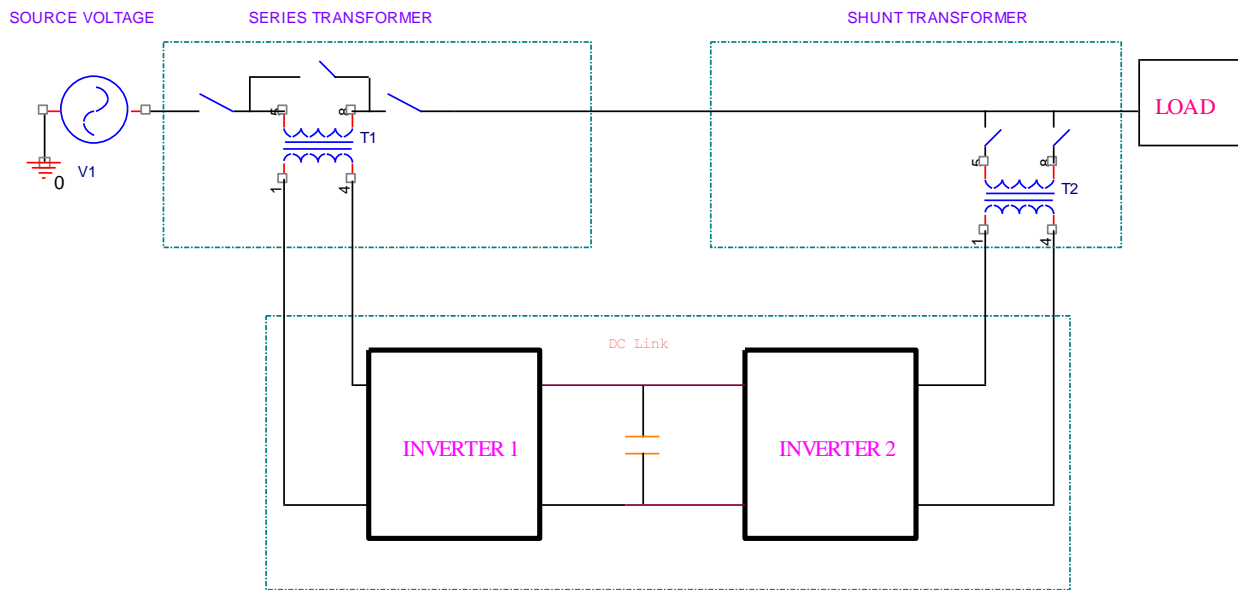 SOURCE VOLTAGE
SERIES TRANSFORMER
SHUNT TRANSFORMER
LOAD
5
8
T1
V1
0
1
4
5
8
T2
1
4
DC Link
INVERTER 1
INVERTER 2